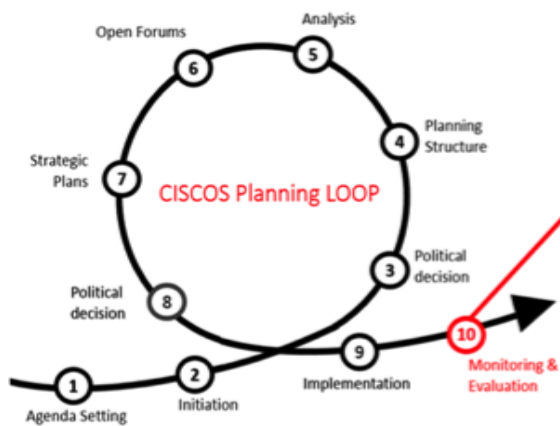 Open Forums
Analysis
6
5
4
Planning
Structure
Strategic
Plans
7
CISCOS Planning LOOP
3
Political
decision
Political
decision
8
10
9
Monitoring &
Evaluation
1
2
Implementation
Agenda Setting
Initiation